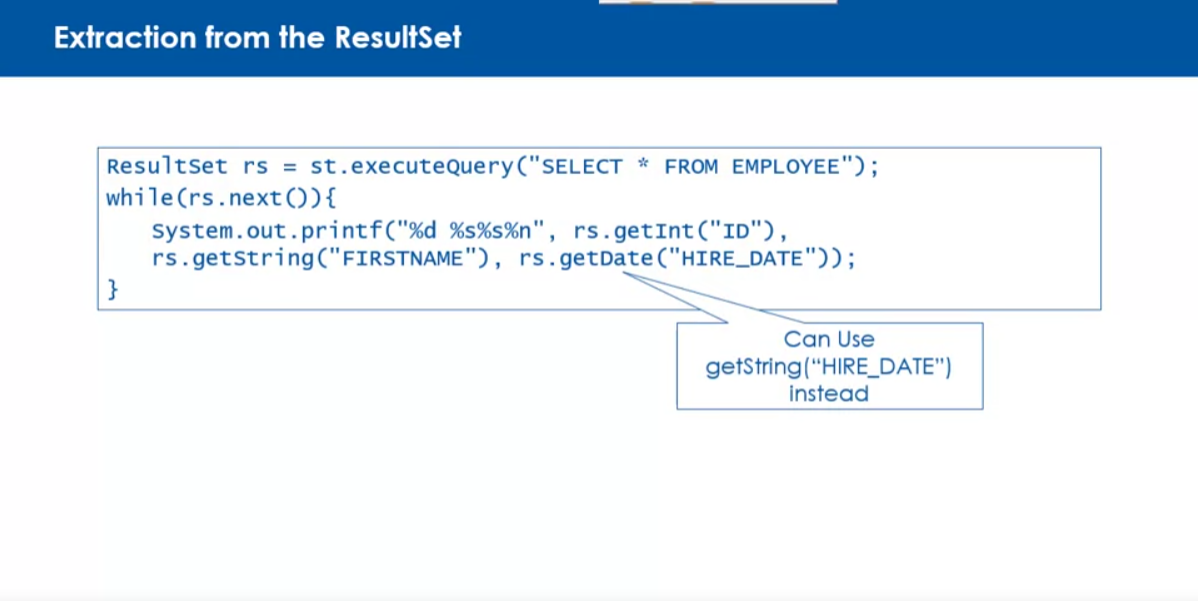 Extraction from the ResultSet
ResultSet rs = st.executeQuery("SELECT * FROM EMPLOYEE");
while(rs.next()){
System.out.printf("%d %s%s%n", rs.getInt("ID"),
rs.getString("FIRSTNAME"), rs.getDate("HIRE_DATE"));
}
Can Use
getString(“HIRE_DATE”)
instead